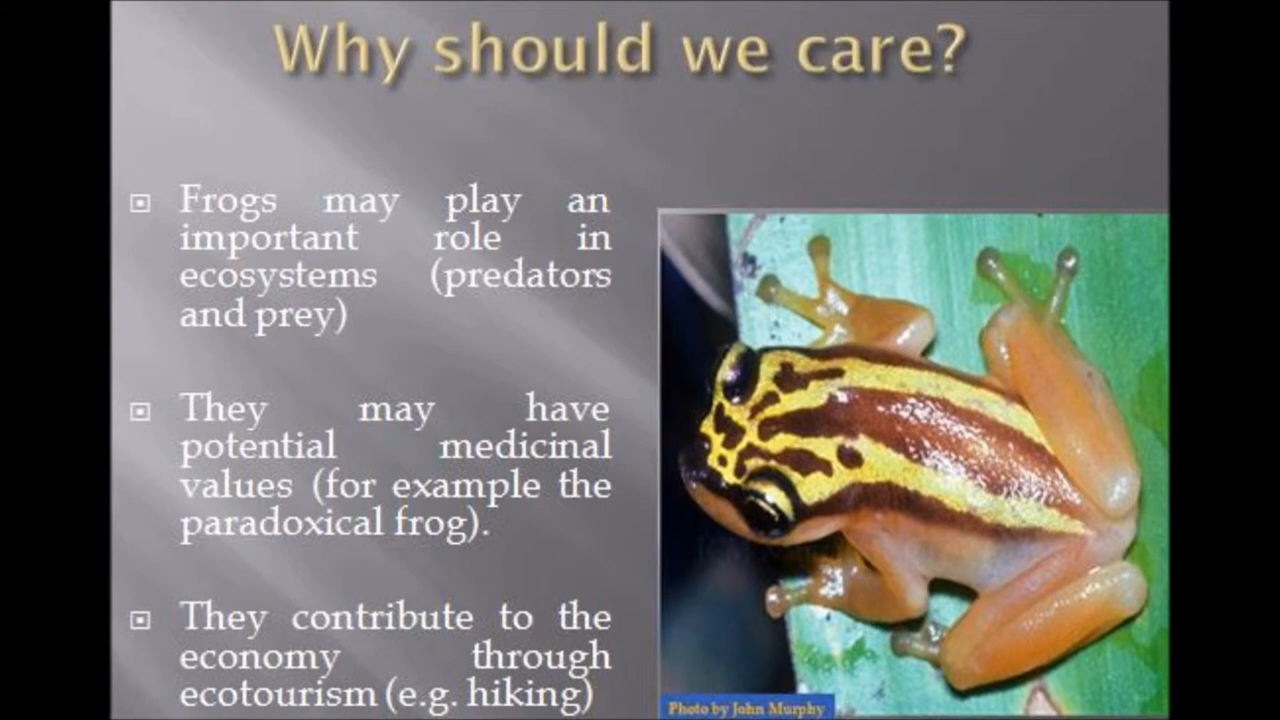 Why should we care?
Frogs may play an
important role in
ecosystems (predators
and prey)
They may have
potential medicinal
values (for example the
paradoxical frog).
They contribute to the
economy through
ecotourism (e.g. hiking)
Photo by John Murphy